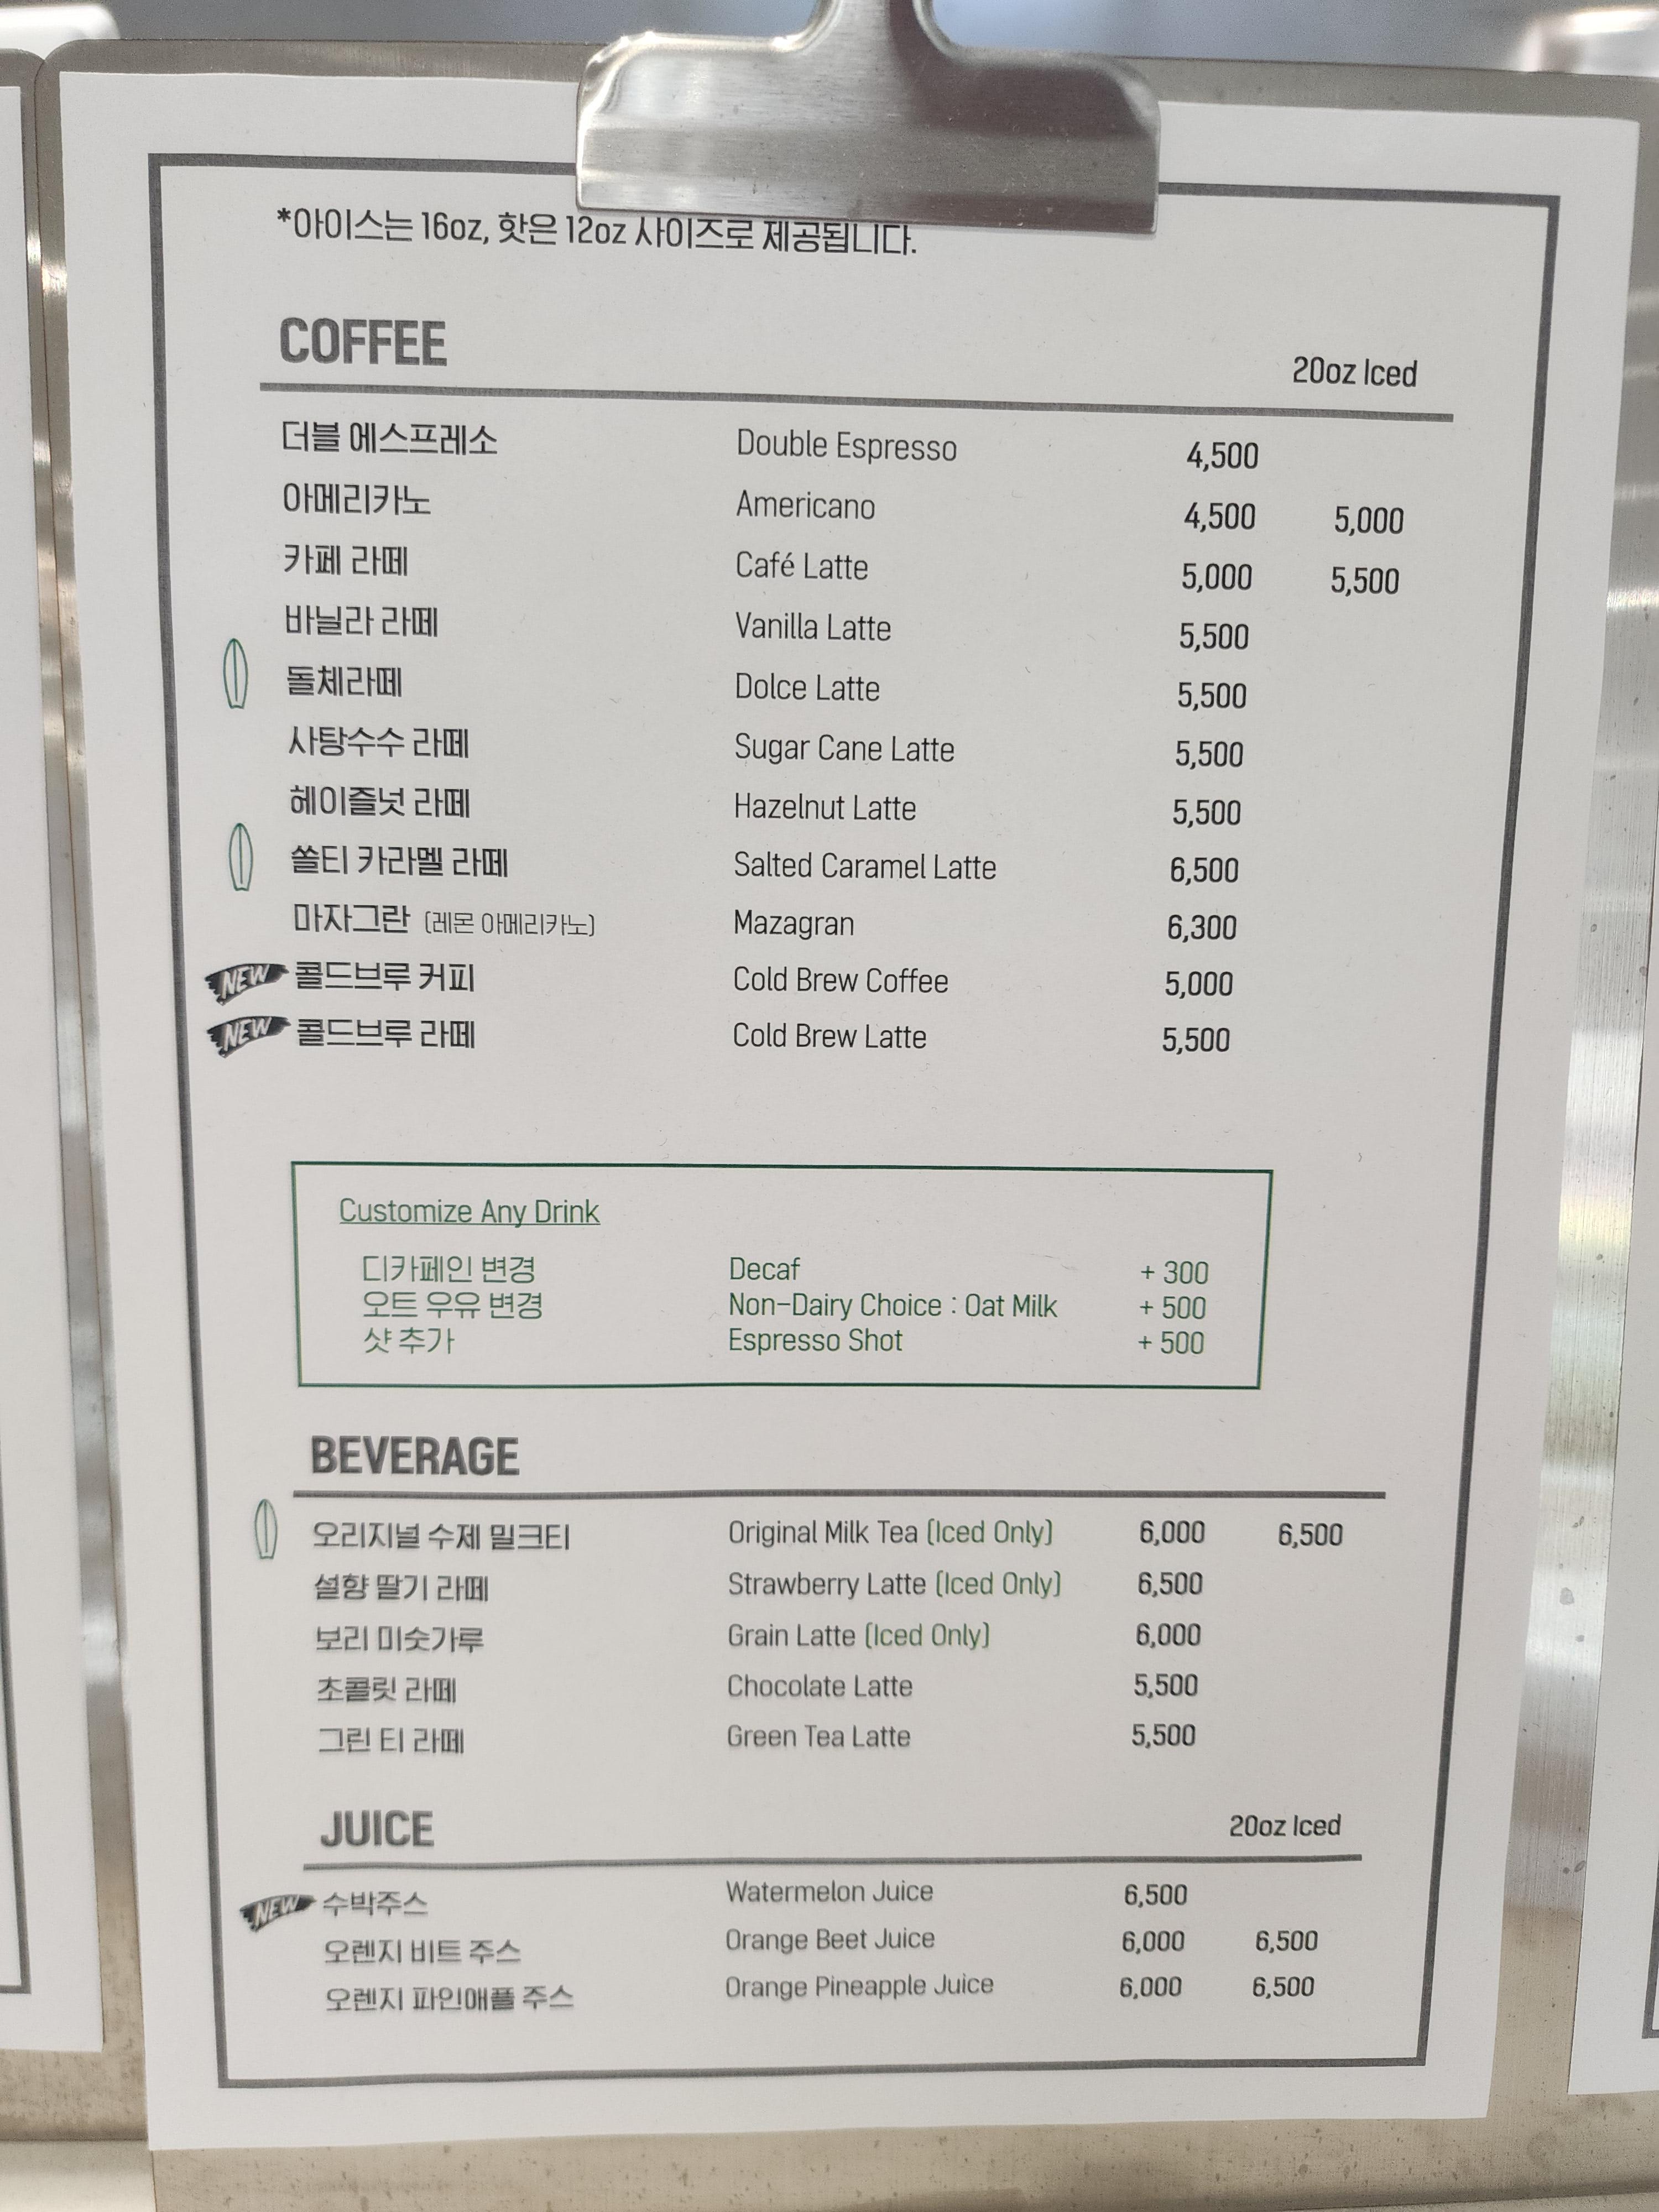 *아이스는 16oz, 핫은 12oz 사이즈로 제공됩니다.
COFFEE
20oz Iced
더블 에스프레소 Double Espresso 4,500
아메리카노 Americano 4,500 5,000
카페 라떼 Café Latte 5,000 5,500
바닐라 라떼 Vanilla Latte 5,500
돌체라떼 Dolce Latte 5,500
사탕수수 라떼 Sugar Cane Latte 5,500
헤이즐넛 라떼 Hazelnut Latte 5,500
쏠티 카라멜 라떼 Salted Caramel Latte 6,500
마자그란 (레몬 아메리카노) Mazagran 6,300
NEW 콜드브루 커피 Cold Brew Coffee 5,000
NEW 콜드브루 라떼 Cold Brew Latte 5,500
Customize Any Drink
디카페인 변경 Decaf + 300
오트 우유 변경 Non-Dairy Choice : Oat Milk + 500
샷 추가 Espresso Shot + 500
BEVERAGE
오리지널 수제 밀크티 Original Milk Tea (Iced Only) 6,000 6,500
설향 딸기 라떼 Strawberry Latte (Iced Only) 6,500
보리 미숫가루 Grain Latte (Iced Only) 6,000
초콜릿 라떼 Chocolate Latte 5,500
그린 티 라떼 Green Tea Latte 5,500
JUICE
20oz Iced
NEW 수박주스 Watermelon Juice 6,500
오렌지 비트 주스 Orange Beet Juice 6,000 6,500
오렌지 파인애플 주스 Orange Pineapple Juice 6,000 6,500